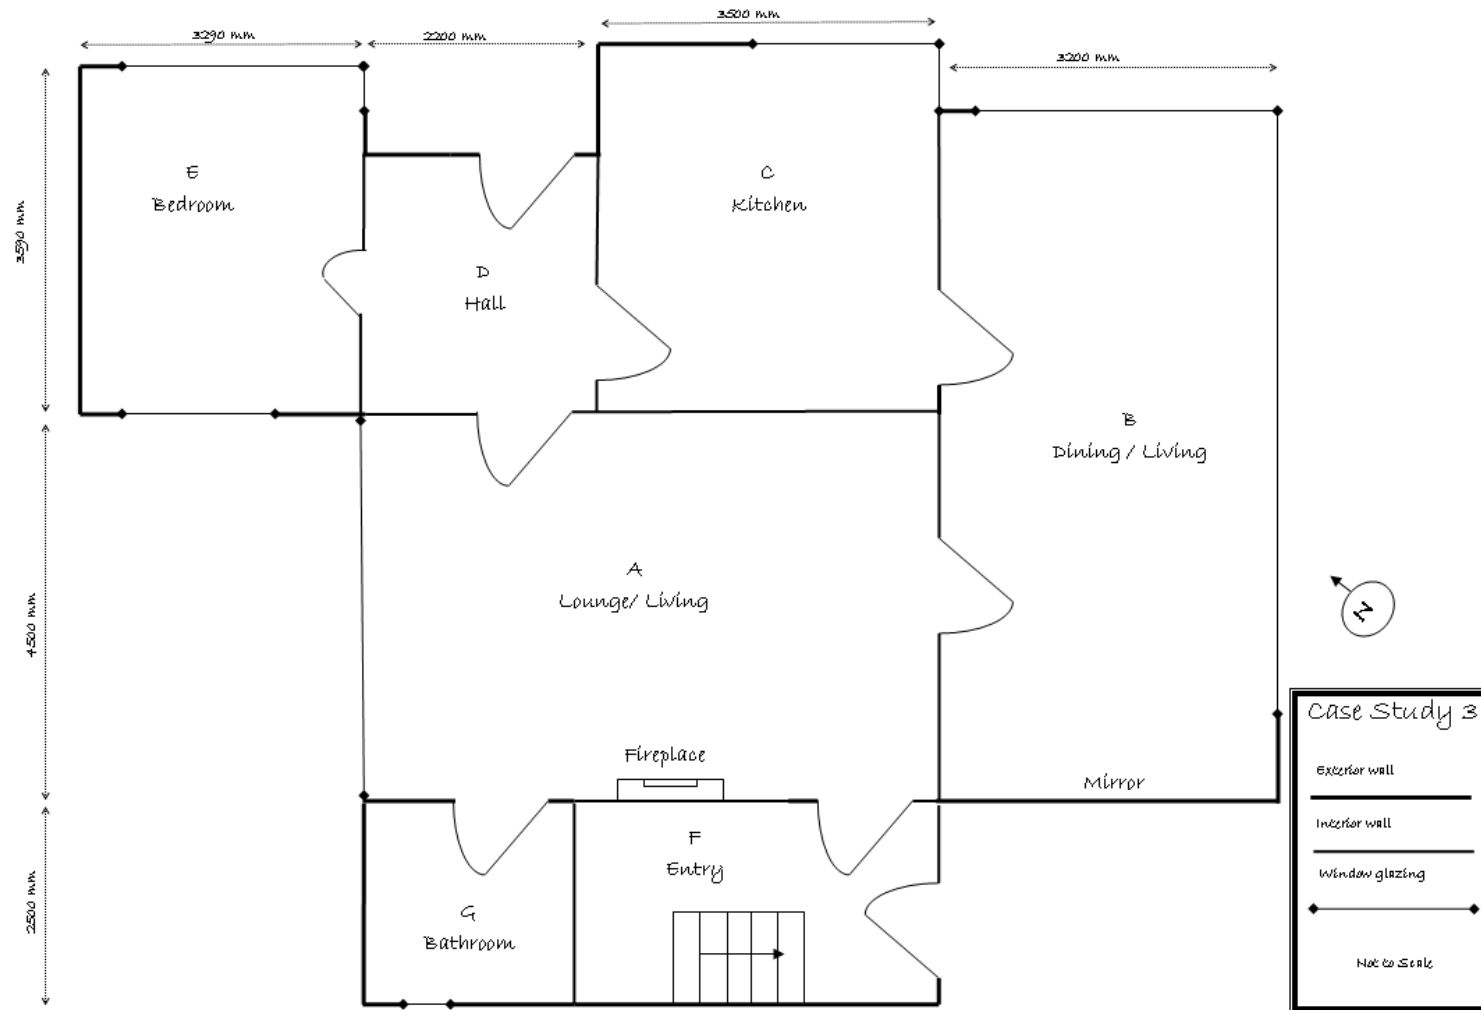 3500 mm
3290 mm
2200 mm
3200 mm
E
Bedroom
C
Kitchen
3590 mm
D
Hall
B
Dining / Living
A
Lounge/ Living
N
4500 mm
Case Study 3
Fireplace
Exterior wall
Mirror
Interior wall
F
Entry
Window glazing
2500 mm
G
Bathroom
Not to Scale